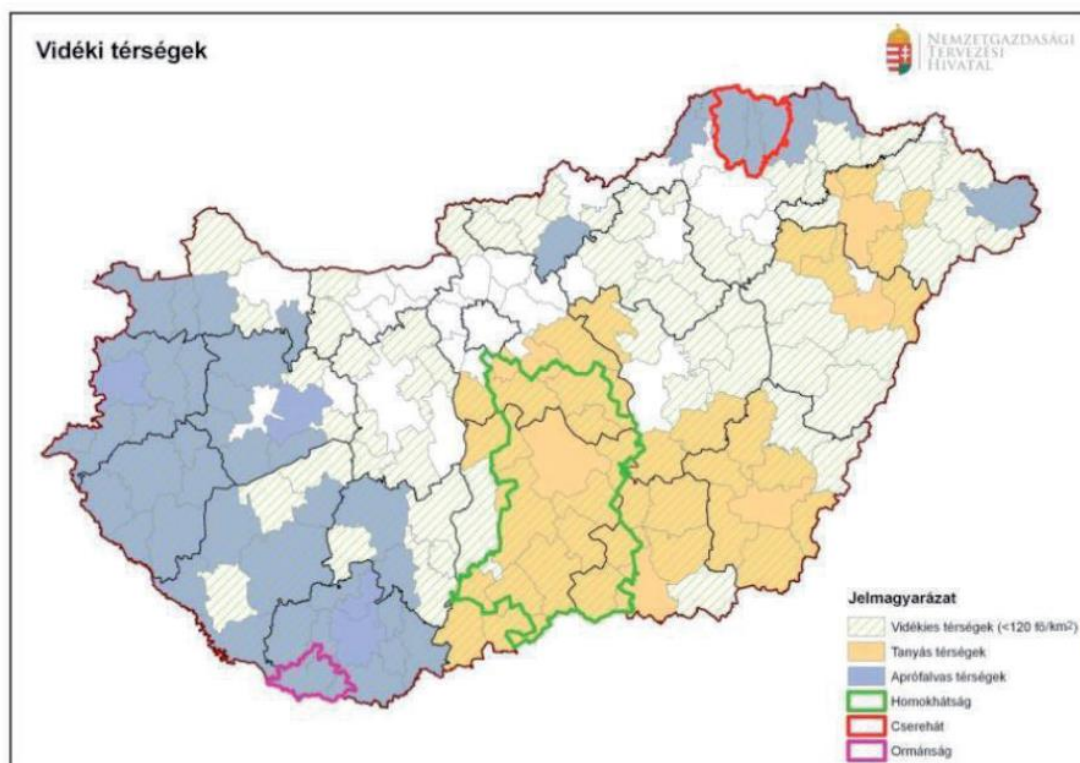 Vidéki térségek
NEMZETGAZDASÁGI
TERVEZÉSI
HIVATAL
Jelmagyarázat
Vidékies térségek (<120 fő/km2)
Tanyás térségek
Aprófalvas térségek
Homokhátság
Cserehát
Ormánság